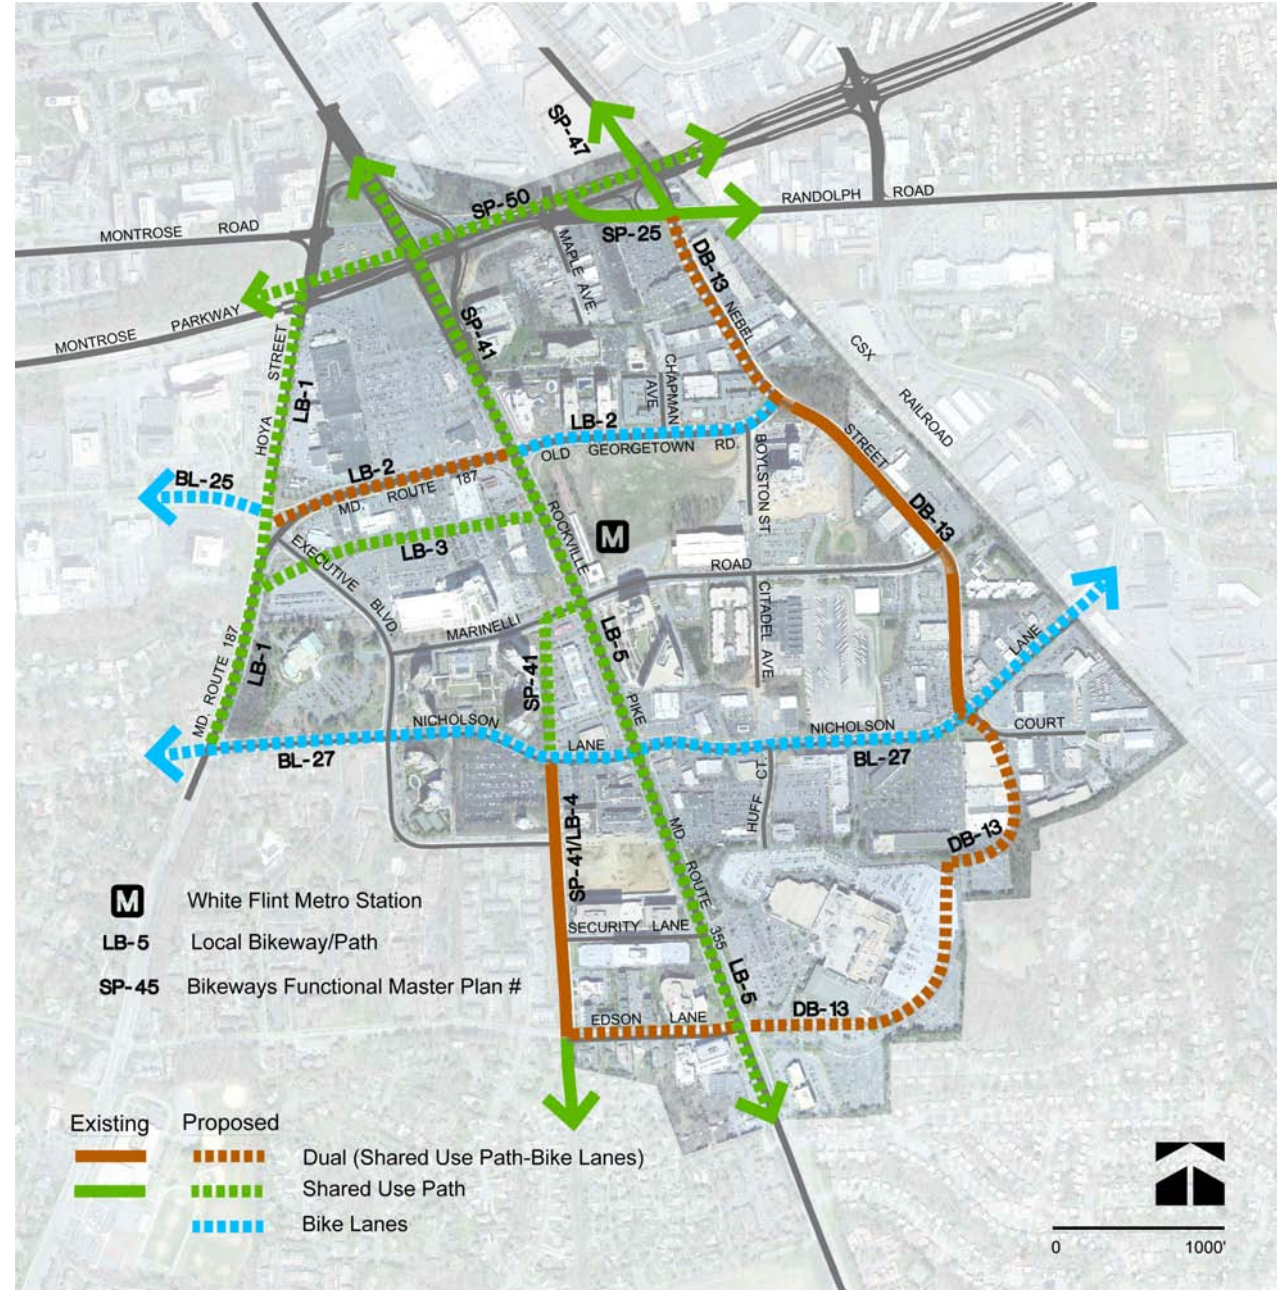 SP-47
SP-50
RANDOLPH ROAD
MONTROSE ROAD
SP-25
MAPLE AVE.
DB-13
MONTROSE PARKWAY
SP-41
NEBEL
STREET
HOYA
LB-1
CSX
RAILROAD
CHAPMAN
AVE
LB-2
OLD GEORGETOWN RD.
STREET
BL-25
LB-2
MD. ROUTE 187
BOYLSTON ST.
DB-13
ROCKVILLE
M
LB-3
EXECUTIVE
BLVD.
ROAD
MARINELLI
CITADEL AVE.
LB-5
LANE
MD. ROUTE 187
LB-1
SP-41
PIKE
NICHOLSON
LANE
NICHOLSON
COURT
BL-27
BL-27
HUFF CT.
MD. ROUTE 355
SP-41/LB-4
DB-13
M White Flint Metro Station
LB-5 Local Bikeway/Path
SP-45 Bikeways Functional Master Plan #
SECURITY LANE
LB-5
EDSON LANE
DB-13
Existing Proposed
Dual (Shared Use Path-Bike Lanes)
Shared Use Path
Bike Lanes
0 1000'